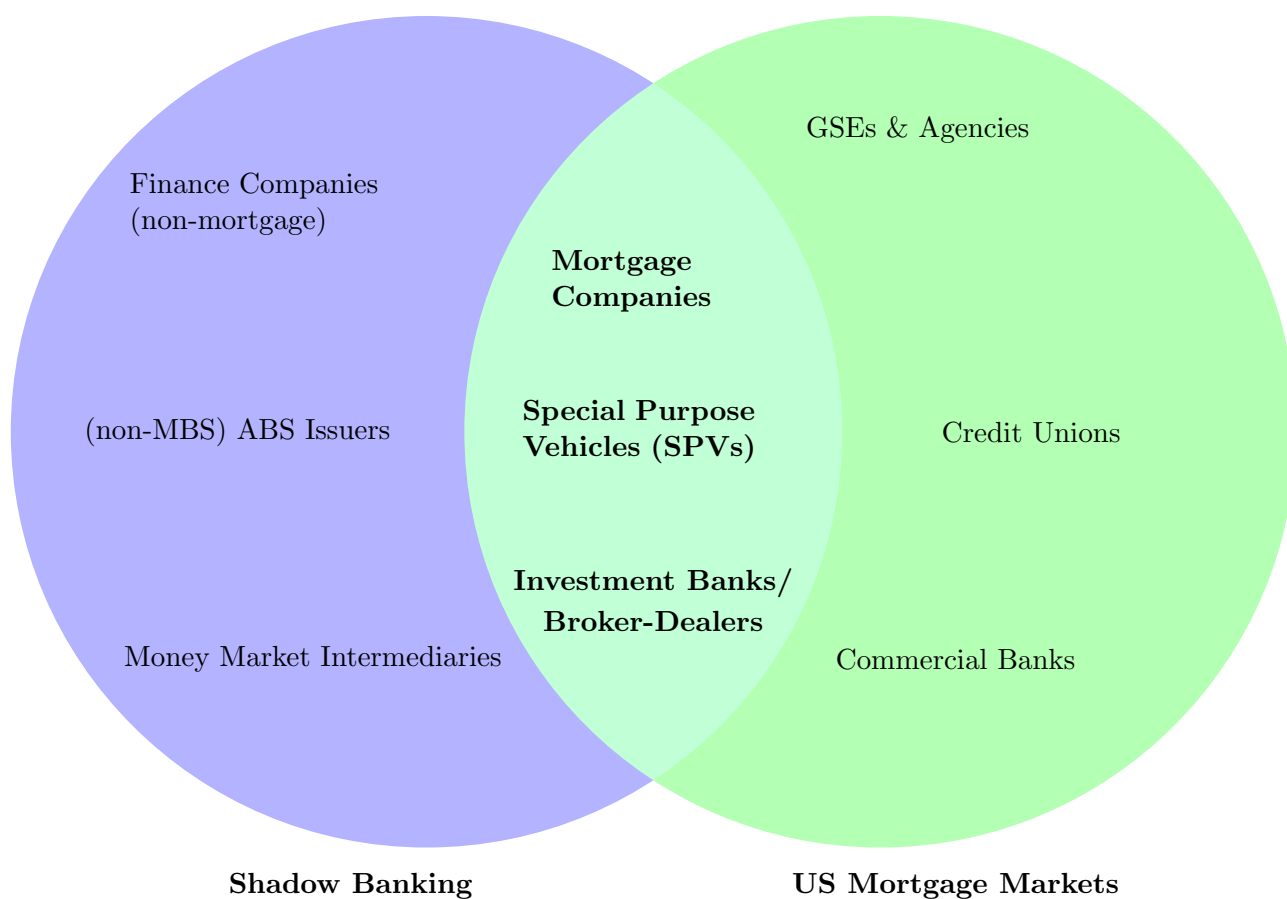 GSEs & Agencies
Finance Companies
(non-mortgage)
Mortgage
Companies
Special Purpose
Vehicles (SPVs)
(non-MBS) ABS Issuers
Credit Unions
Investment Banks/
Broker-Dealers
Money Market Intermediaries
Commercial Banks
Shadow Banking
US Mortgage Markets